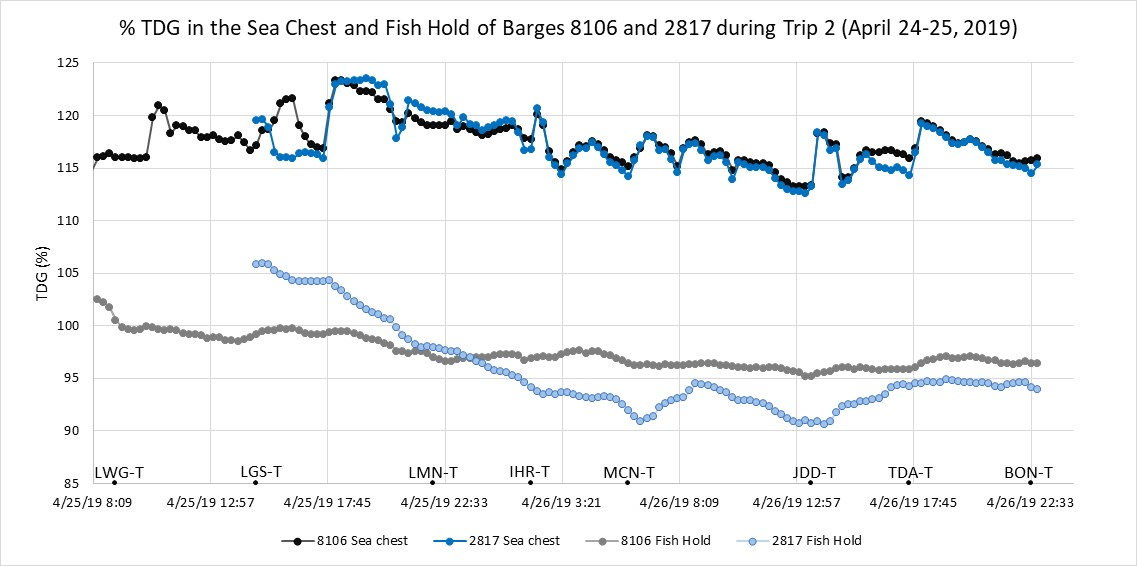 % TDG in the Sea Chest and Fish Hold of Barges 8106 and 2817 during Trip 2 (April 24-25, 2019)
125
120
115
110
105
100
95
90
85
TDG (%)
LWG-T LGS-T LMN-T IHR-T MCN-T JDD-T TDA-T BON-T
4/25/19 8:09 4/25/19 12:57 4/25/19 17:45 4/25/19 22:33 4/26/19 3:21 4/26/19 8:09 4/26/19 12:57 4/26/19 17:45 4/26/19 22:33
8106 Sea chest 2817 Sea chest 8106 Fish Hold 2817 Fish Hold